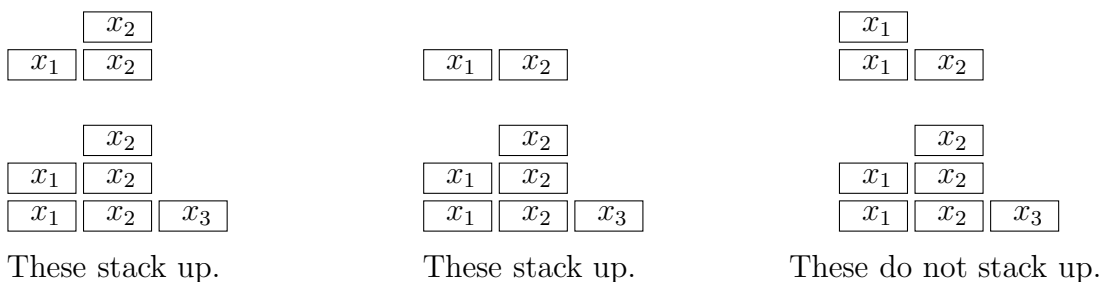 x₂ x₁
x₁ x₂ x₁ x₂ x₁ x₂
x₂ x₂ x₂
x₁ x₂ x₁ x₂ x₁ x₂
x₁ x₂ x₃ x₁ x₂ x₃ x₁ x₂ x₃
These stack up. These stack up. These do not stack up.